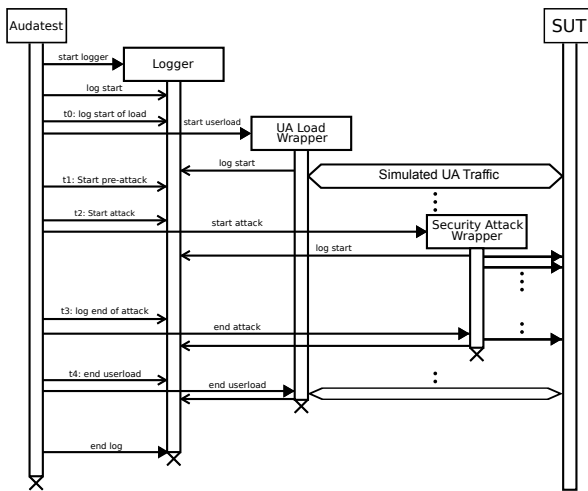 Audatest
SUT
start logger
Logger
log start
t0: log start of load
start userload
UA Load
Wrapper
log start
Simulated UA Traffic
t1: Start pre-attack
t2: Start attack
start attack
Security Attack
Wrapper
log start
t3: log end of attack
end attack
t4: end userload
end userload
end log